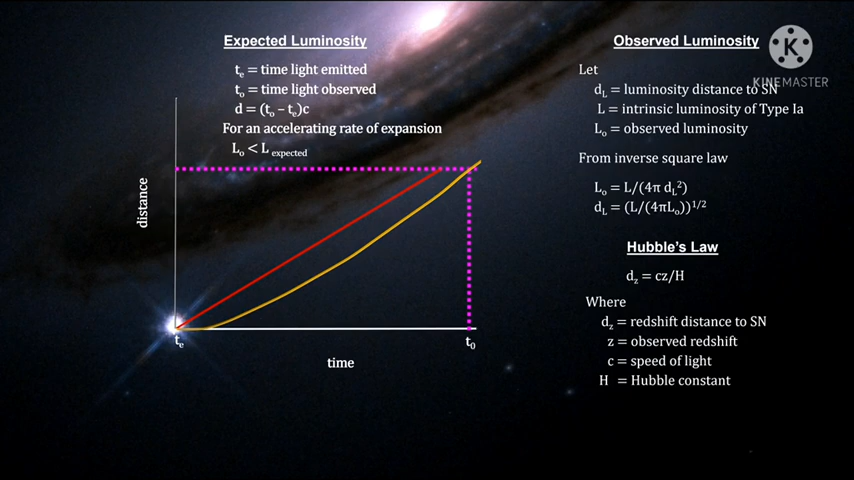 Expected Luminosity
tₑ = time light emitted
tₒ = time light observed
d = (tₒ – tₑ)c
For an accelerating rate of expansion
Lₒ < L expected
distance
tₑ
t₀
time
Observed Luminosity
K
KINEMASTER
Let
d_L = luminosity distance to SN
L = intrinsic luminosity of Type Ia
Lₒ = observed luminosity
From inverse square law
Lₒ = L/(4π d_L²)
d_L = (L/(4πLₒ))¹/²
Hubble's Law
d_z = cz/H
Where
d_z = redshift distance to SN
z = observed redshift
c = speed of light
H = Hubble constant